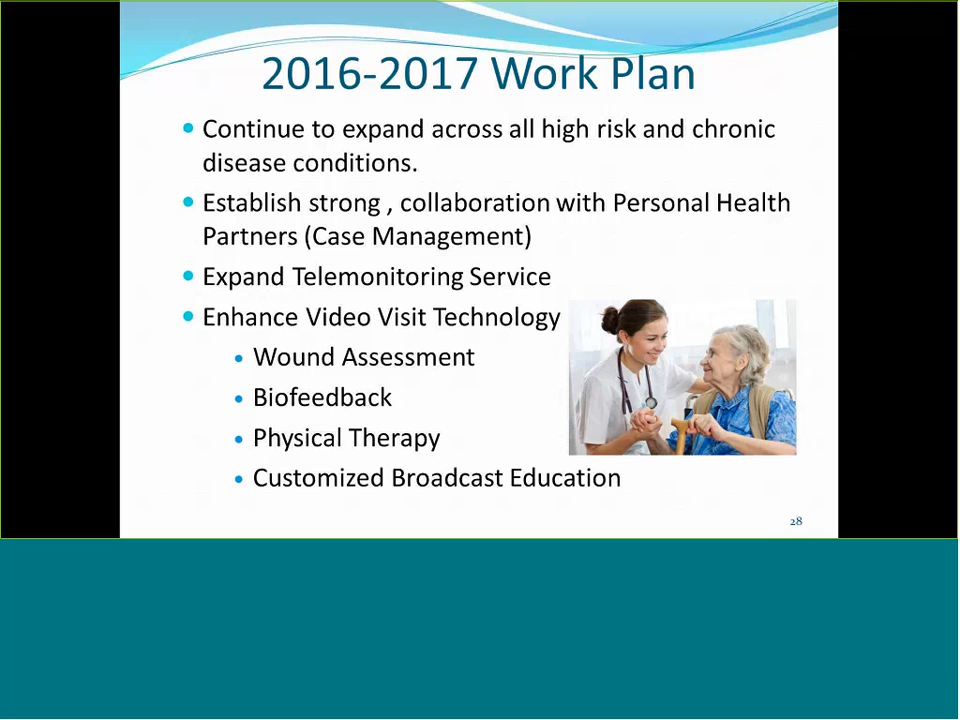 2016-2017 Work Plan
Continue to expand across all high risk and chronic
disease conditions.
Establish strong , collaboration with Personal Health
Partners (Case Management)
Expand Telemonitoring Service
Enhance Video Visit Technology
Wound Assessment
Biofeedback
Physical Therapy
Customized Broadcast Education
28